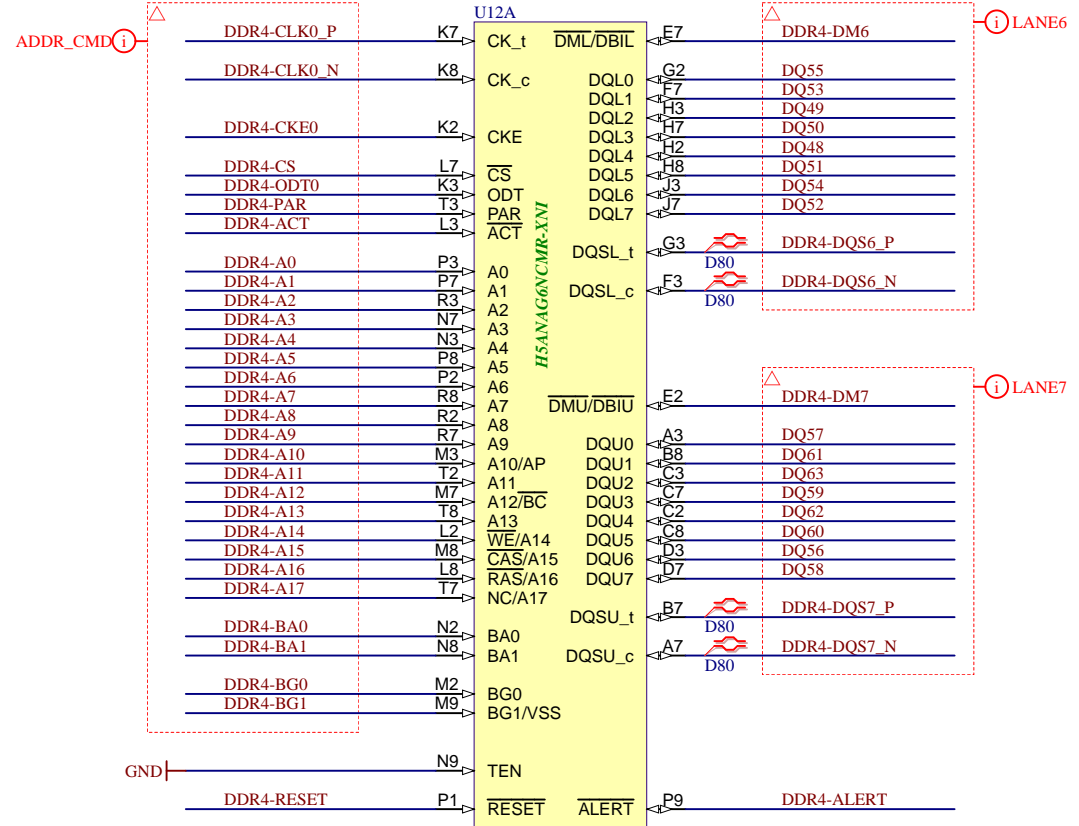 U12A
ADDR_CMD i
LANE6 i
DDR4-CLK0_P K7 CK_t DML/DBIL E7 DDR4-DM6
DDR4-CLK0_N K8 CK_c DQL0 G2 DQ55
DQL1 F7 DQ53
DQL2 H3 DQ49
DDR4-CKE0 K2 CKE DQL3 H7 DQ50
DQL4 H2 DQ48
DDR4-CS L7 CS DQL5 H8 DQ51
DDR4-ODT0 K3 ODT DQL6 J3 DQ54
DDR4-PAR T3 PAR DQL7 J7 DQ52
DDR4-ACT L3 ACT
H5ANAG6NCMR-XNI
DQSL_t G3 D80 DDR4-DQS6_P
DDR4-A0 P3 A0
DDR4-A1 P7 A1 DQSL_c F3 D80 DDR4-DQS6_N
DDR4-A2 R3 A2
DDR4-A3 N7 A3
DDR4-A4 N3 A4
DDR4-A5 P8 A5
DDR4-A6 P2 A6
i LANE7
DDR4-A7 R8 A7 DMU/DBIU E2 DDR4-DM7
DDR4-A8 R2 A8
DDR4-A9 R7 A9 DQU0 A3 DQ57
DDR4-A10 M3 A10/AP DQU1 B8 DQ61
DDR4-A11 T2 A11 DQU2 C3 DQ63
DDR4-A12 M7 A12/BC DQU3 C7 DQ59
DDR4-A13 T8 A13 DQU4 C2 DQ62
DDR4-A14 L2 WE/A14 DQU5 C8 DQ60
DDR4-A15 M8 CAS/A15 DQU6 D3 DQ56
DDR4-A16 L8 RAS/A16 DQU7 D7 DQ58
DDR4-A17 T7 NC/A17
DQSU_t B7 D80 DDR4-DQS7_P
DDR4-BA0 N2 BA0
DDR4-BA1 N8 BA1 DQSU_c A7 D80 DDR4-DQS7_N
DDR4-BG0 M2 BG0
DDR4-BG1 M9 BG1/VSS
GND N9 TEN
DDR4-RESET P1 RESET ALERT P9 DDR4-ALERT